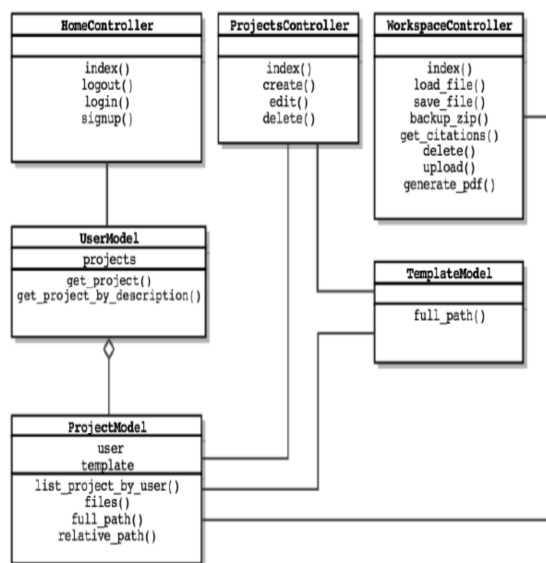 HomeController
index()
logout()
login()
signup()
ProjectsController
index()
create()
edit()
delete()
WorkspaceController
index()
load_file()
save_file()
backup_zip()
get_citations()
delete()
upload()
generate_pdf()
UserModel
projects
get_project()
get_project_by_description()
TemplateModel
full_path()
ProjectModel
user
template
list_project_by_user()
files()
full_path()
relative_path()